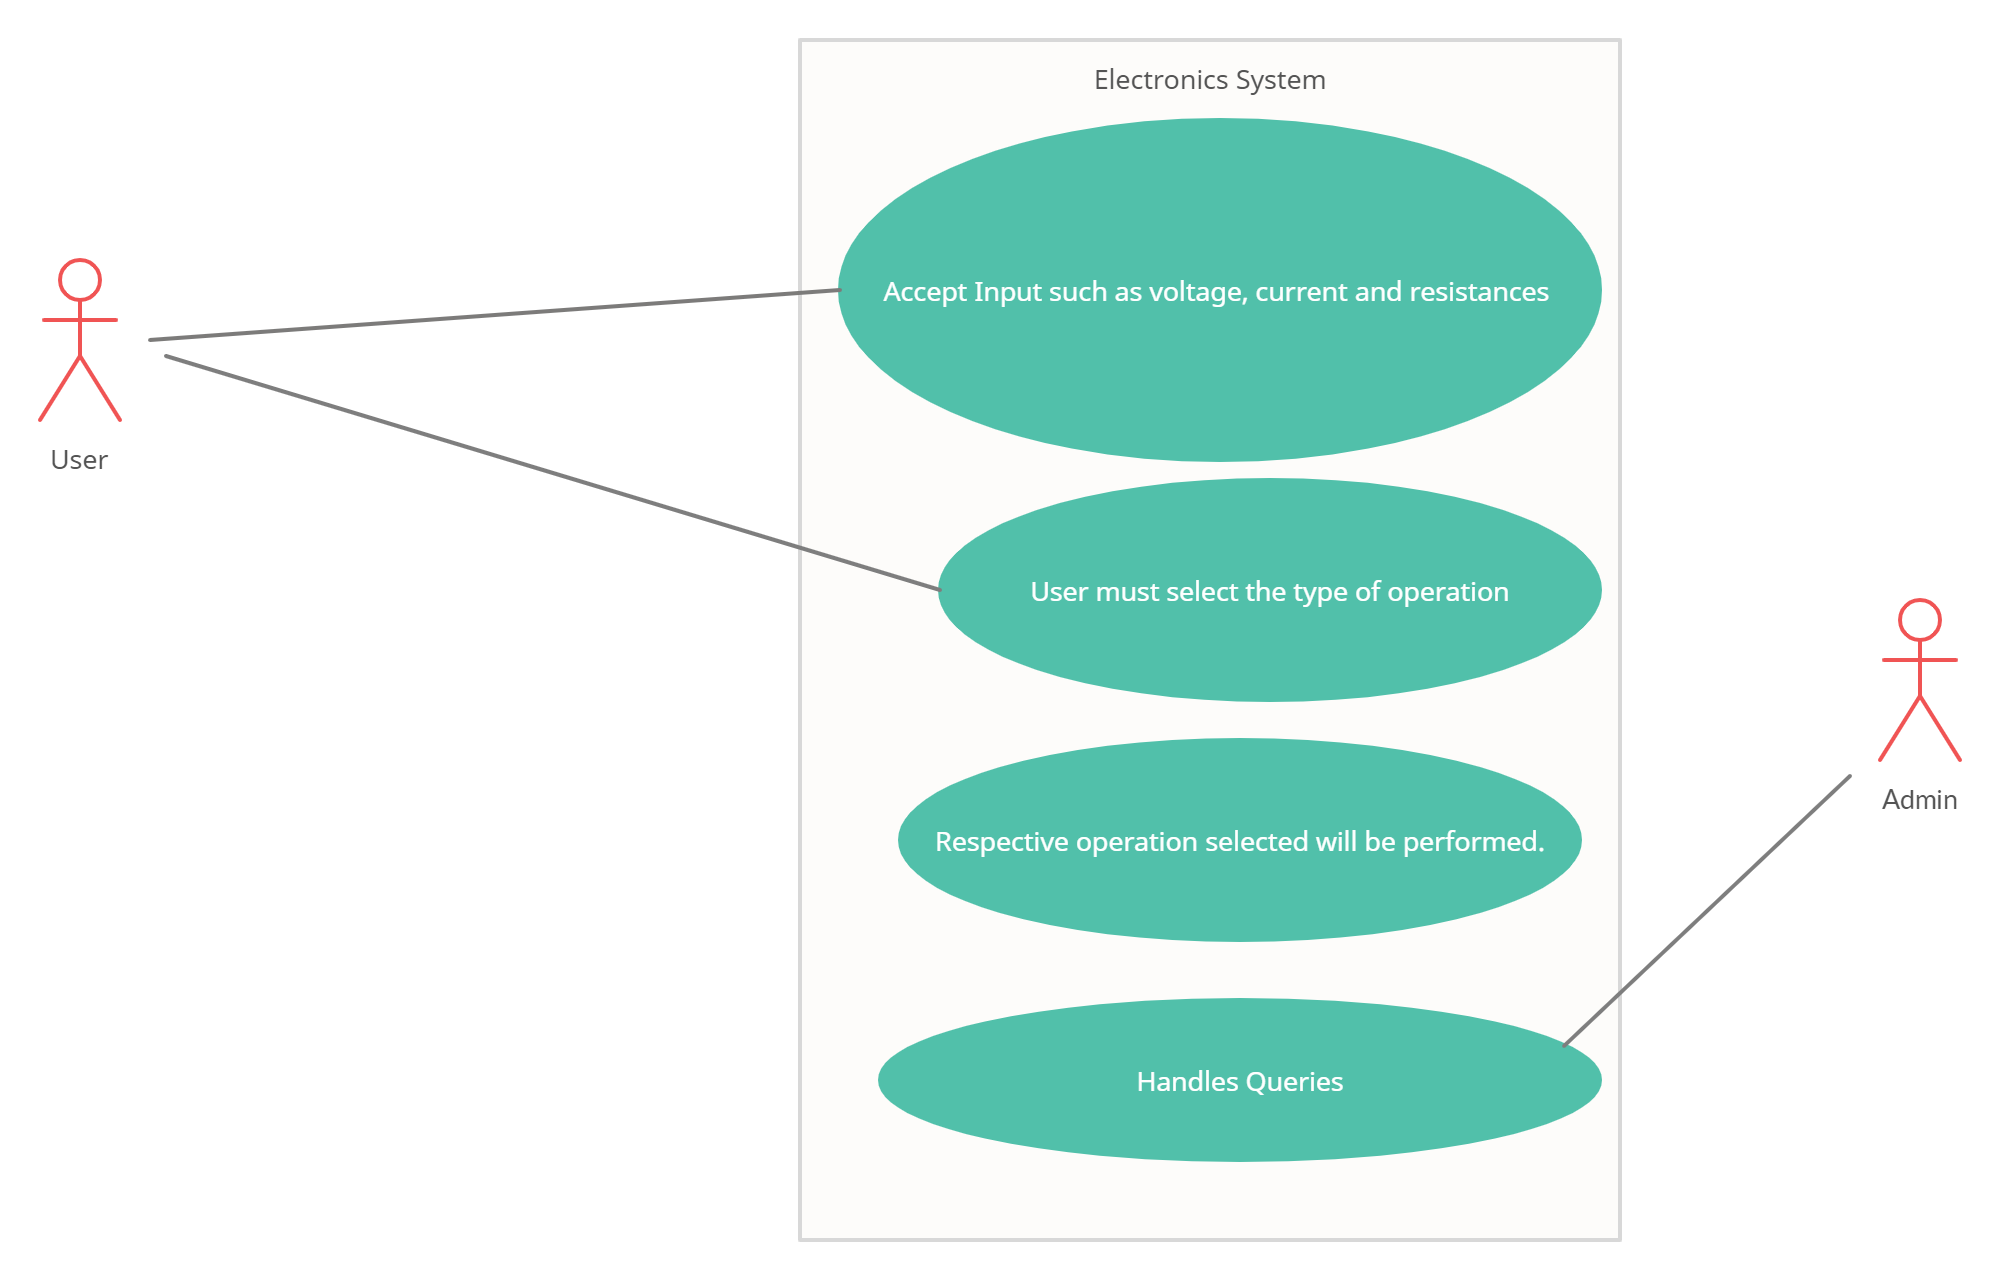 Electronics System
Accept Input such as voltage, current and resistances
User
User must select the type of operation
Admin
Respective operation selected will be performed.
Handles Queries